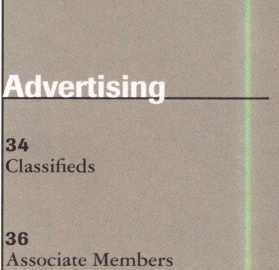 Advertising
34
Classifieds
36
Associate Members